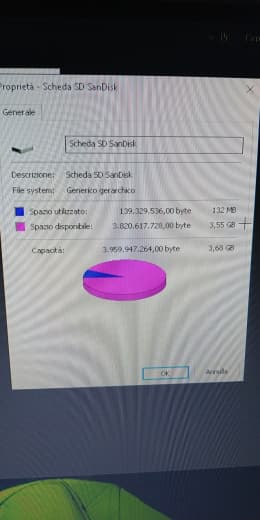 Proprietà - Scheda SD SanDisk
Generale
Scheda SD SanDisk
Descrizione: Scheda SD SanDisk
File system: Generico gerarchico
Spazio utilizzato: 139.329.536,00 byte 132 MB
Spazio disponibile: 3.820.617.728,00 byte 3,55 GB
Capacità: 3.959.947.264,00 byte 3,68 GB
OK Annulla